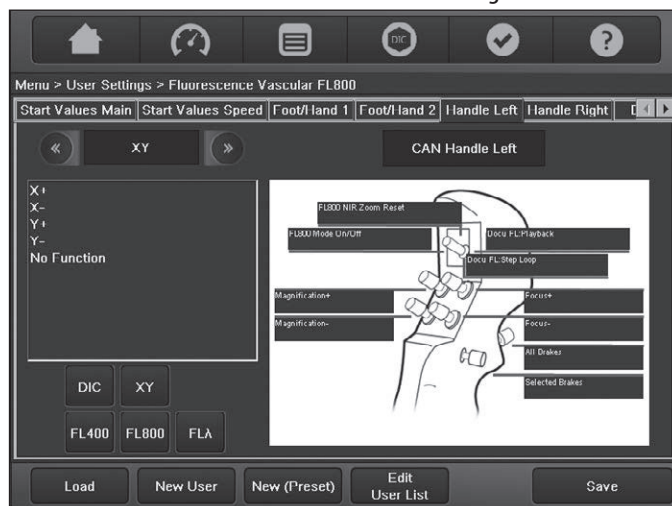 DIC
?
Menu > User Settings > Fluorescence Vascular FL800
Start Values Main Start Values Speed Foot/Hand 1 Foot/Hand 2 Handle Left Handle Right
« XY »
CAN Handle Left
X+
X-
Y+
Y-
No Function
FL800 NIR Zoom Reset
FL800 Mode On/Off
Docu FL:Playback
Docu FL:Step Loop
Magnification+
Focus+
Magnification-
Focus-
All Brakes
Selected Brakes
DIC XY
FL400 FL800 FLλ
Load New User New (Preset) Edit User List Save